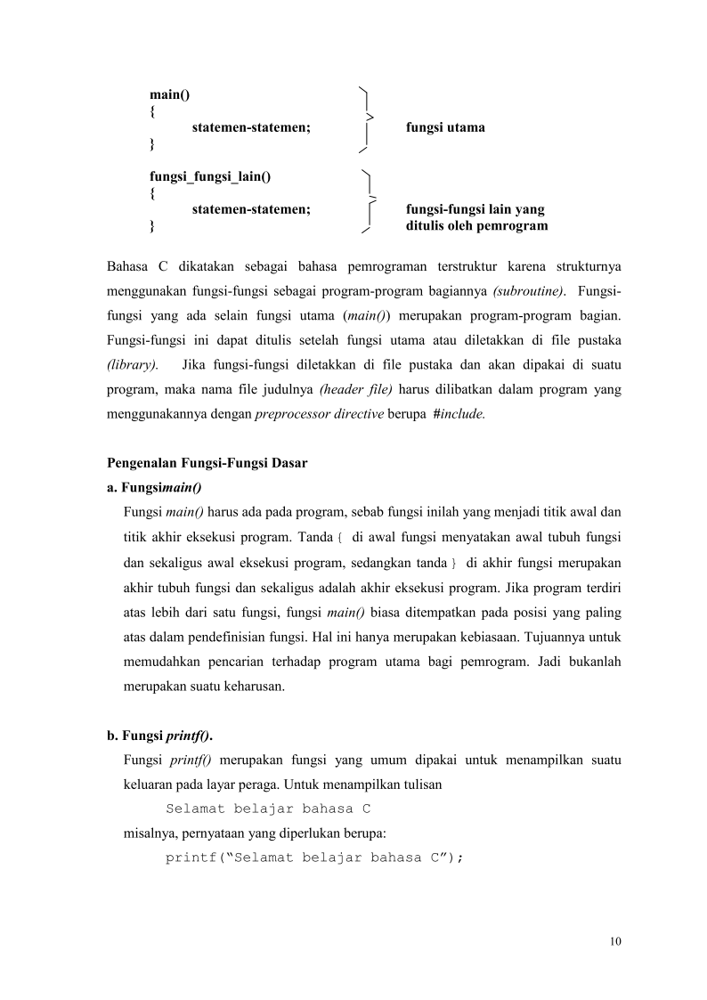 main()
{
statemen-statemen; fungsi utama
}
fungsi_fungsi_lain()
{
statemen-statemen; fungsi-fungsi lain yang
} ditulis oleh pemrogram
Bahasa C dikatakan sebagai bahasa pemrograman terstruktur karena strukturnya
menggunakan fungsi-fungsi sebagai program-program bagiannya (subroutine). Fungsi-
fungsi yang ada selain fungsi utama (main()) merupakan program-program bagian.
Fungsi-fungsi ini dapat ditulis setelah fungsi utama atau diletakkan di file pustaka
(library). Jika fungsi-fungsi diletakkan di file pustaka dan akan dipakai di suatu
program, maka nama file judulnya (header file) harus dilibatkan dalam program yang
menggunakannya dengan preprocessor directive berupa #include.
Pengenalan Fungsi-Fungsi Dasar
a. Fungsimain()
Fungsi main() harus ada pada program, sebab fungsi inilah yang menjadi titik awal dan
titik akhir eksekusi program. Tanda { di awal fungsi menyatakan awal tubuh fungsi
dan sekaligus awal eksekusi program, sedangkan tanda } di akhir fungsi merupakan
akhir tubuh fungsi dan sekaligus adalah akhir eksekusi program. Jika program terdiri
atas lebih dari satu fungsi, fungsi main() biasa ditempatkan pada posisi yang paling
atas dalam pendefinisian fungsi. Hal ini hanya merupakan kebiasaan. Tujuannya untuk
memudahkan pencarian terhadap program utama bagi pemrogram. Jadi bukanlah
merupakan suatu keharusan.
b. Fungsi printf().
Fungsi printf() merupakan fungsi yang umum dipakai untuk menampilkan suatu
keluaran pada layar peraga. Untuk menampilkan tulisan
Selamat belajar bahasa C
misalnya, pernyataan yang diperlukan berupa:
printf(“Selamat belajar bahasa C”);
10